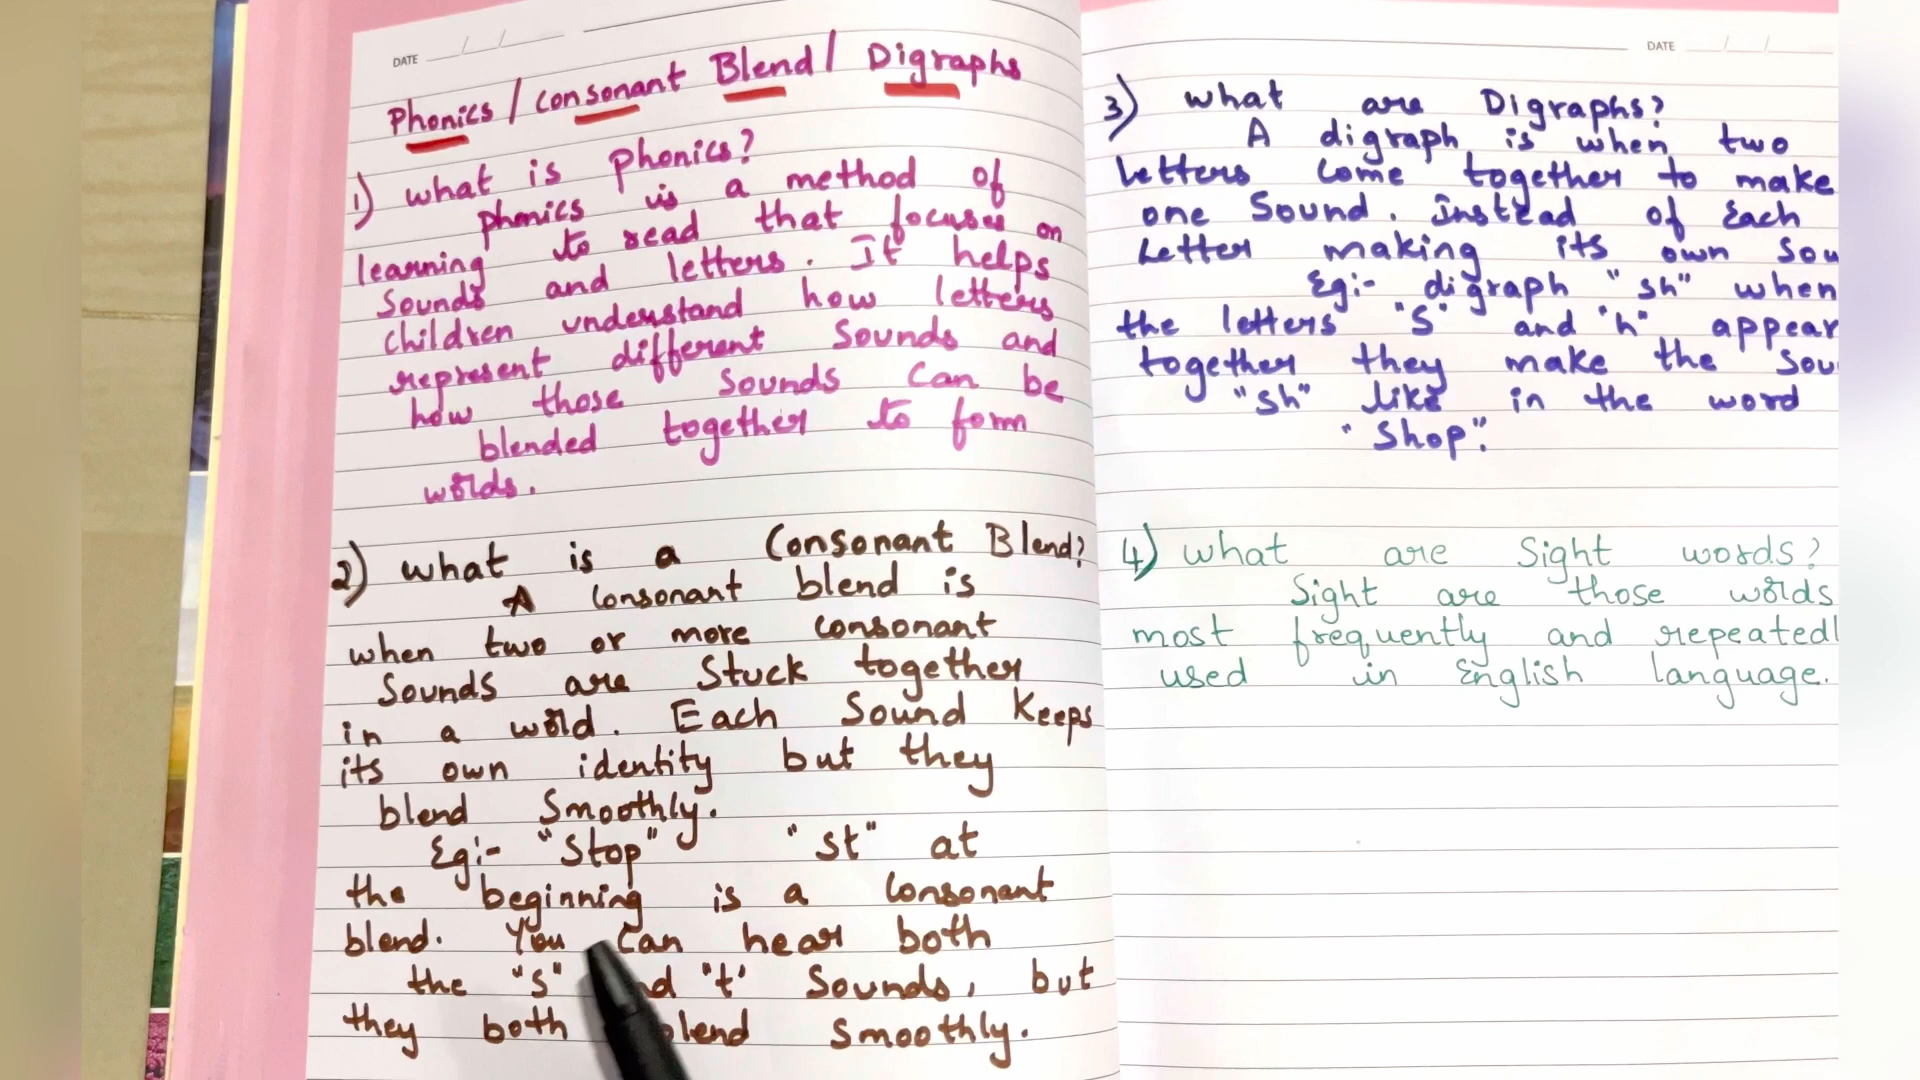 DATE
Phonics / Consonant Blend / Digraphs
1) what is phonics?
phonics is a method of
learning to read that focuses on
Sounds and letters. It helps
children understand how letters
represent different Sounds and
how those Sounds can be
blended together to form
words.
2) what is a Consonant Blend?
A Consonant blend is
when two or more consonant
Sounds are Stuck together
in a word. Each Sound Keeps
its own identity but they
blend Smoothly.
Eg:- "Stop" "st" at
the beginning is a Consonant
blend. You Can hear both
the "s" "t" Sounds, but
they both blend Smoothly.
DATE
3) what are Digraphs?
A digraph is when two
letters Come together to make
one Sound. Instead of Each
Letter making its own Sou
Eg:- digraph "sh" when
the letters "S" and "h" appear
together they make the Sou
"sh" like in the word
"Shop".
4) what are Sight words?
Sight are those words
most frequently and repeatedl
used in English language.